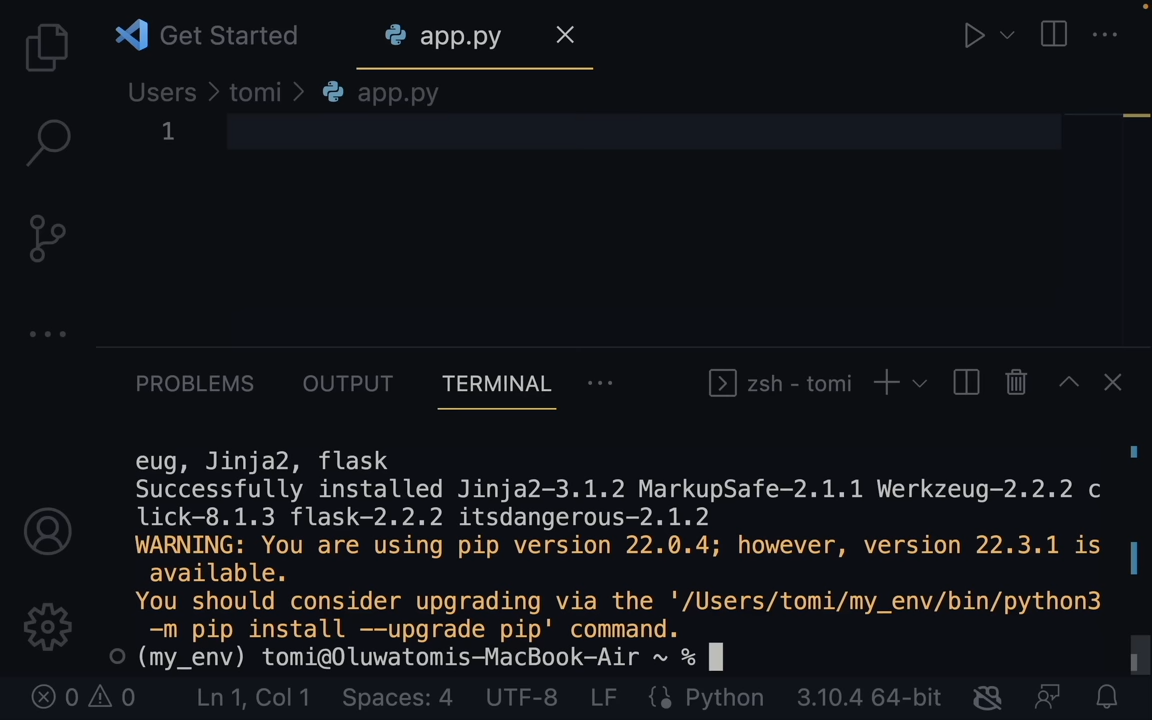 Get Started
app.py
Users > tomi > app.py
1
PROBLEMS OUTPUT TERMINAL ··· zsh - tomi
eug, Jinja2, flask
Successfully installed Jinja2-3.1.2 MarkupSafe-2.1.1 Werkzeug-2.2.2 c
lick-8.1.3 flask-2.2.2 itsdangerous-2.1.2
WARNING: You are using pip version 22.0.4; however, version 22.3.1 is
available.
You should consider upgrading via the '/Users/tomi/my_env/bin/python3
-m pip install --upgrade pip' command.
(my_env) tomi@Oluwatomis-MacBook-Air ~ %
0 0 Ln 1, Col 1 Spaces: 4 UTF-8 LF Python 3.10.4 64-bit